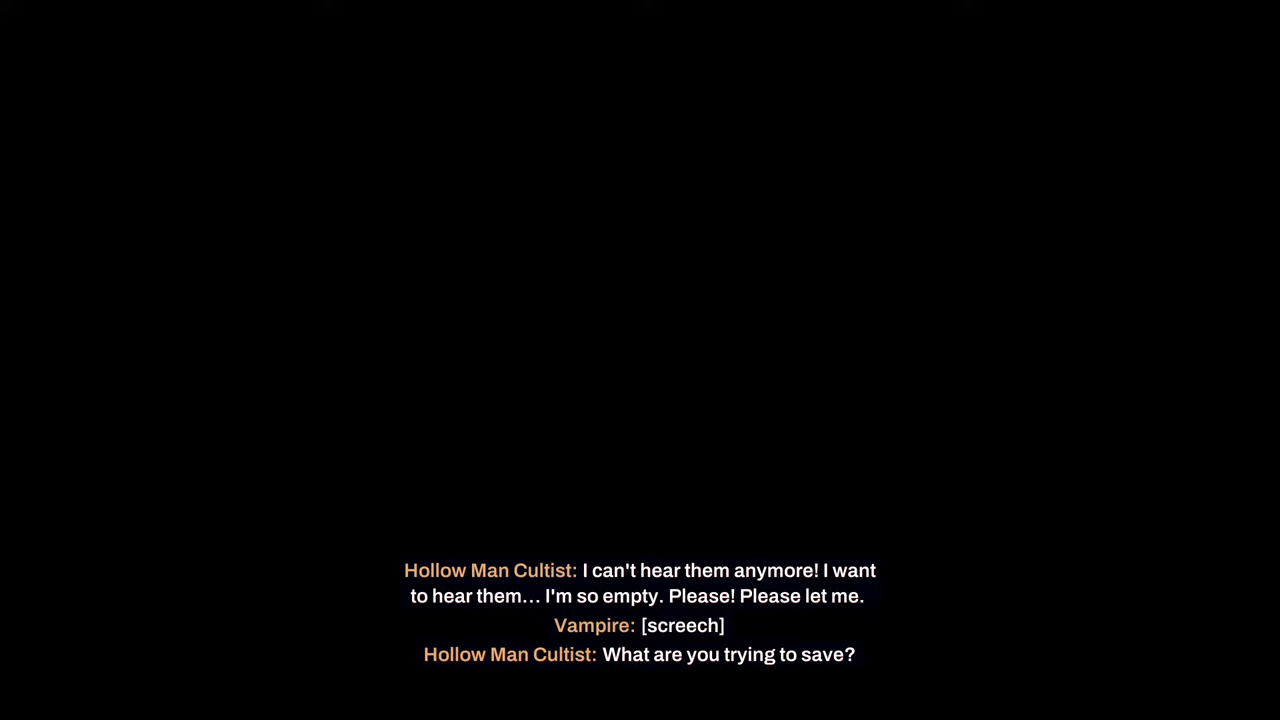 Hollow Man Cultist: I can't hear them anymore! I want
to hear them... I'm so empty. Please! Please let me.
Vampire: [screech]
Hollow Man Cultist: What are you trying to save?